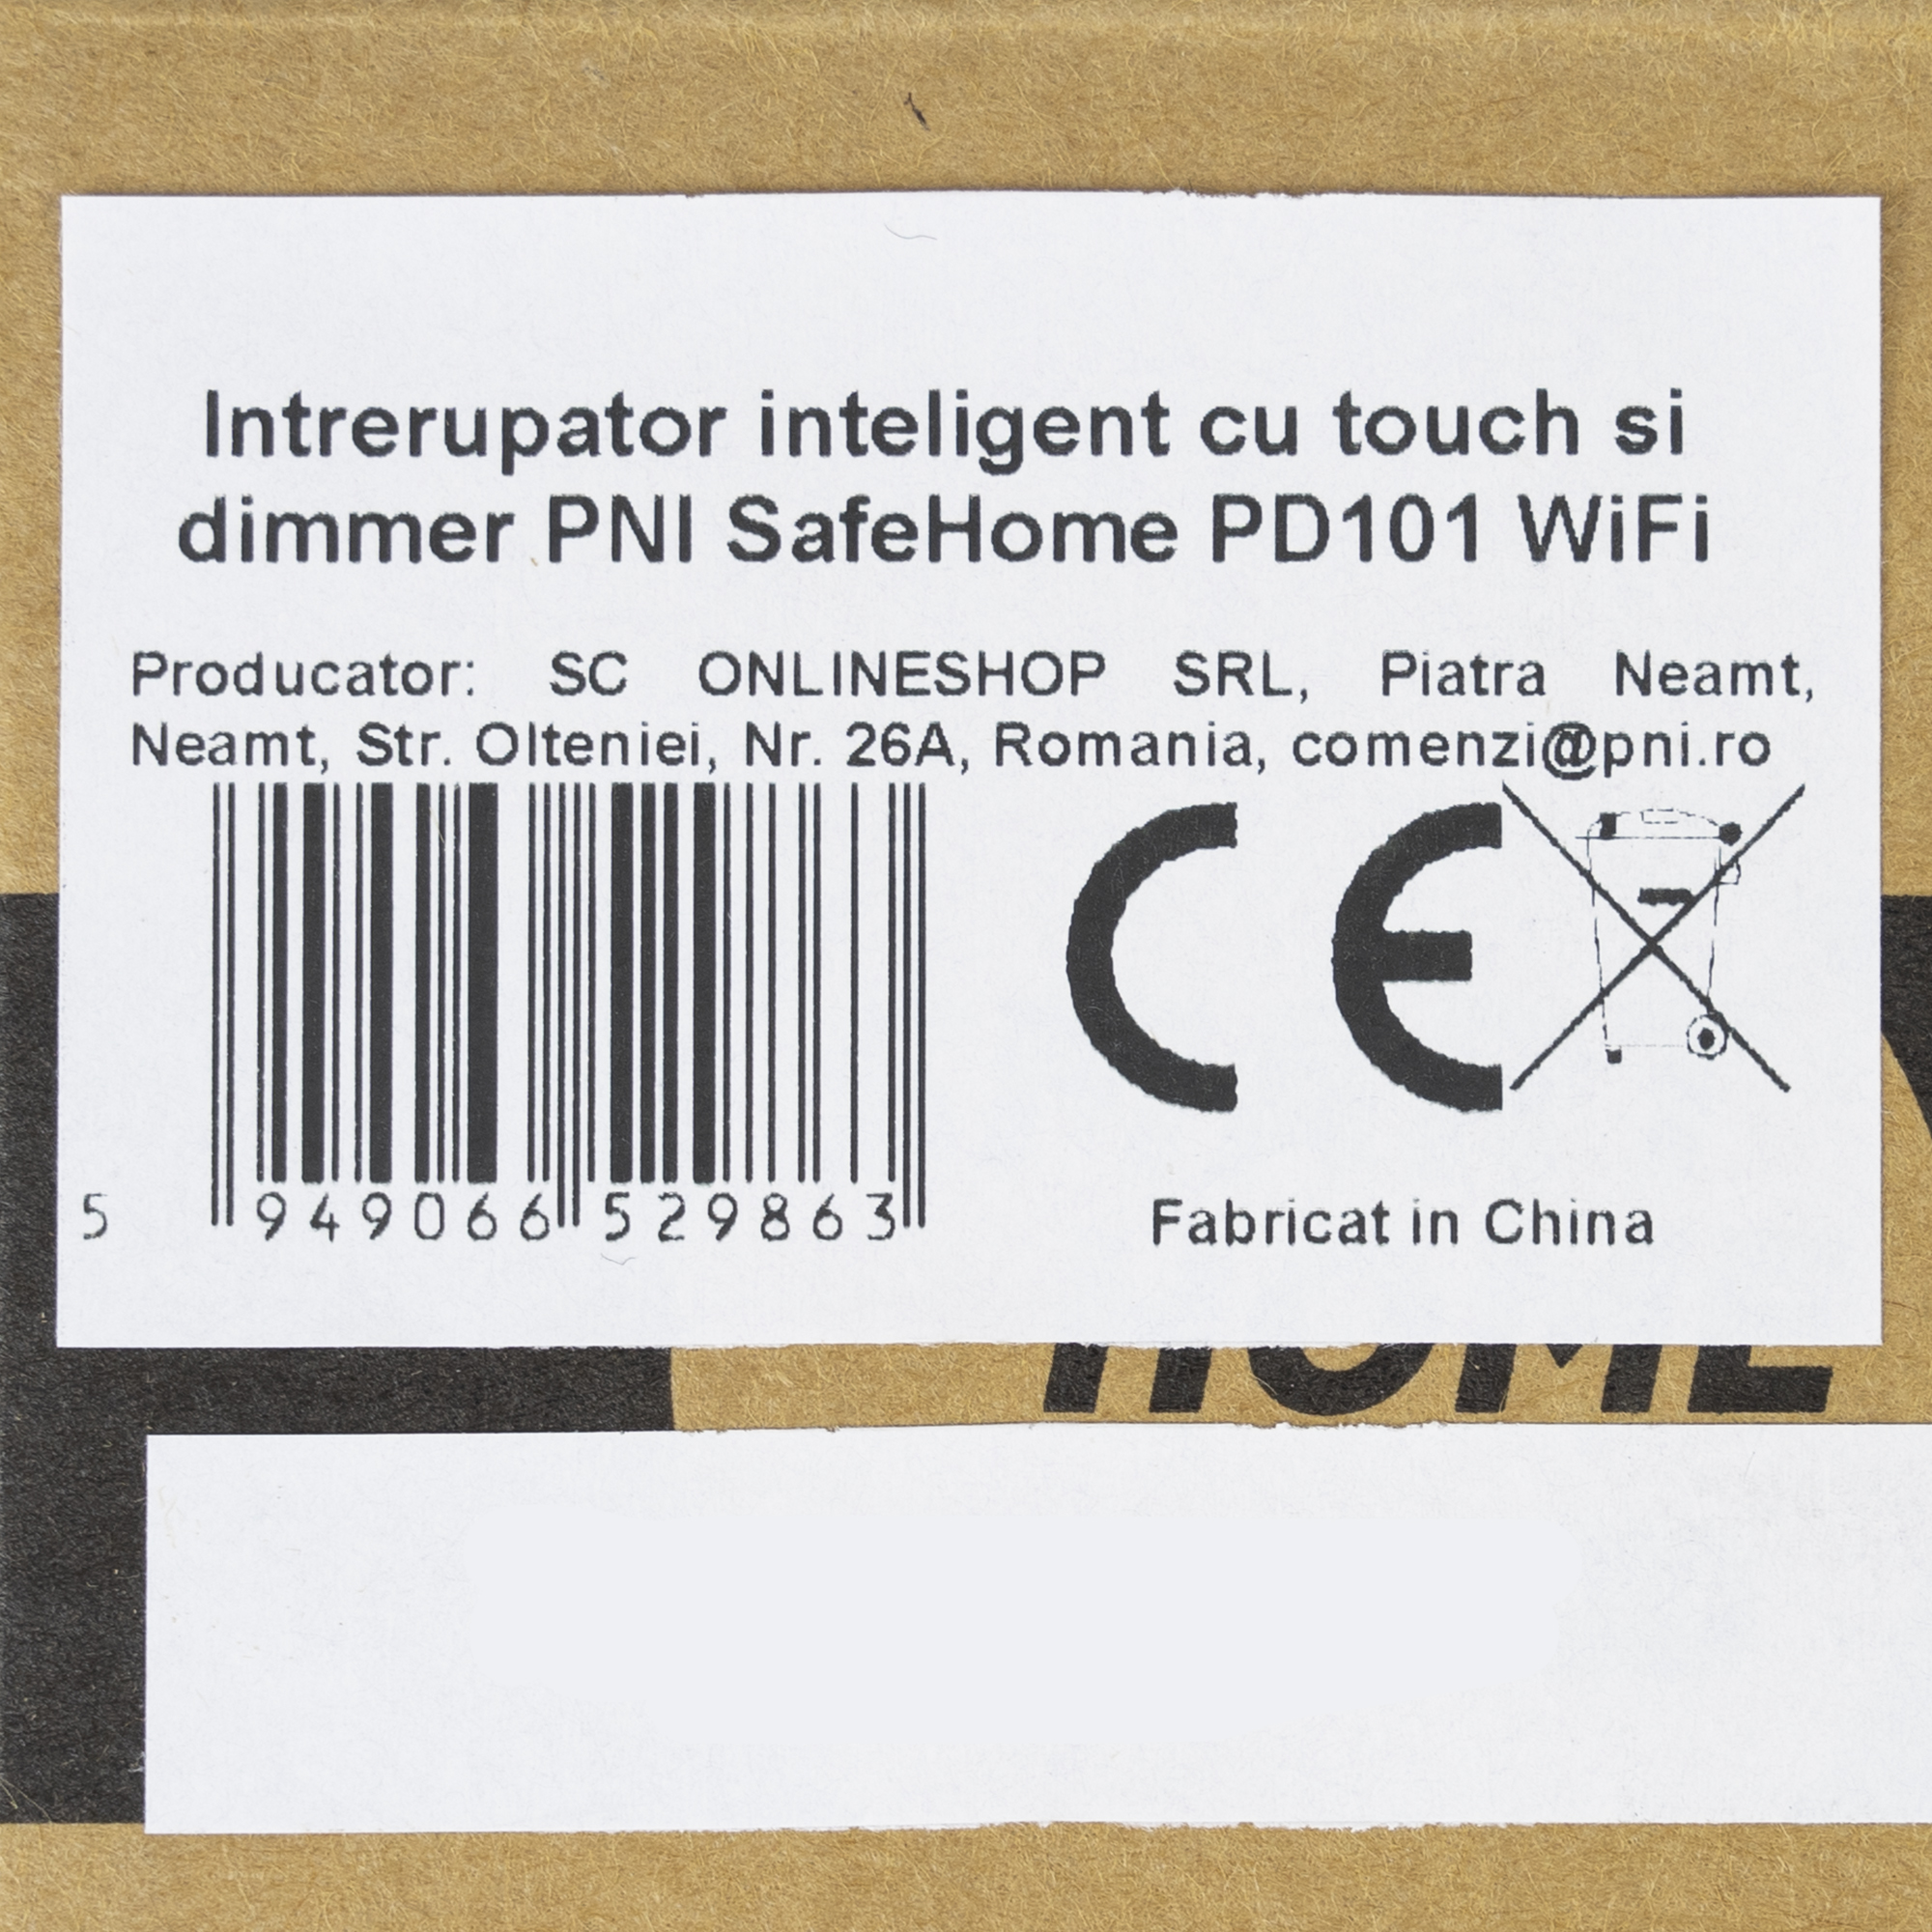 Intrerupator inteligent cu touch si
dimmer PNI SafeHome PD101 WiFi
Producator: SC ONLINESHOP SRL, Piatra Neamt,
Neamt, Str. Olteniei, Nr. 26A, Romania, comenzi@pni.ro
CE
5 949066 529863
Fabricat in China
HOME